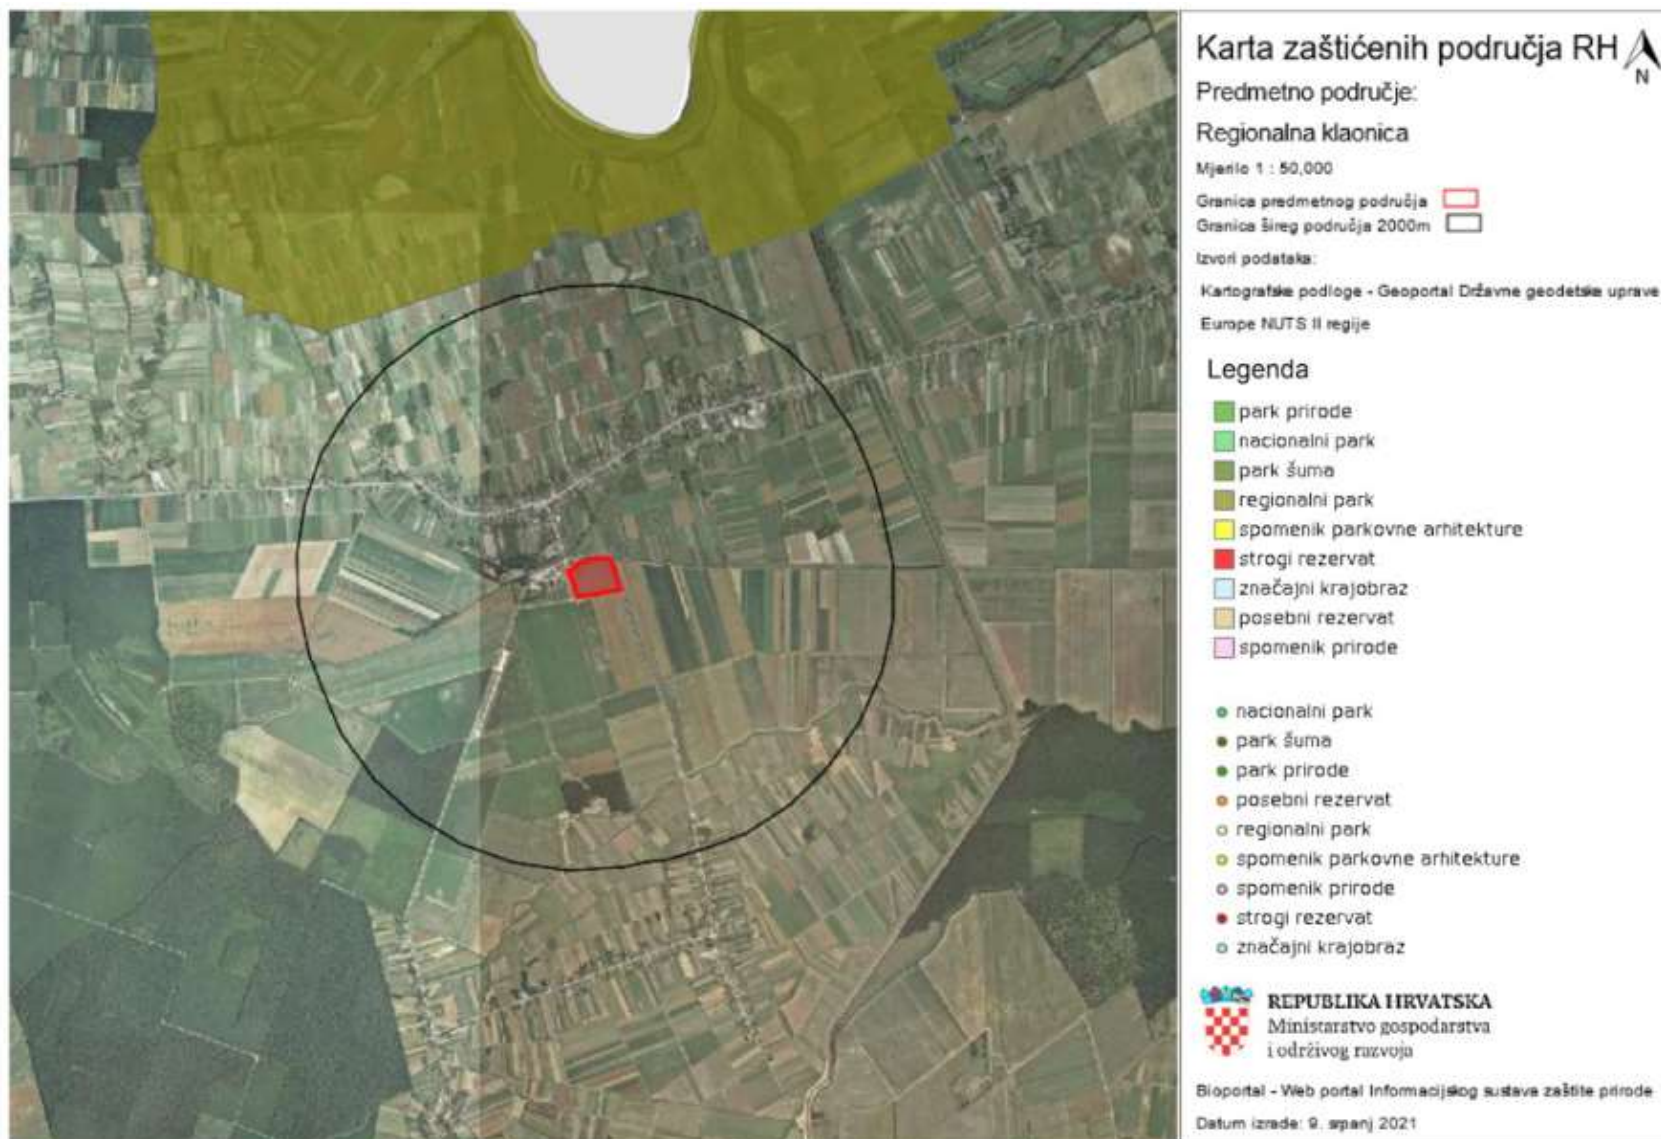 Karta zaštićenih područja RH
N
Predmetno područje:
Regionalna klaonica
Mjerilo 1 : 50,000
Granica predmetnog područja
Granica šireg područja 2000m
Izvori podataka:
Kartografske podloge - Geoportal Državne geodetske uprave
Europe NUTS II regije
Legenda
park prirode
nacionalni park
park šuma
regionalni park
spomenik parkovne arhitekture
strogi rezervat
značajni krajobraz
posebni rezervat
spomenik prirode
nacionalni park
park šuma
park prirode
posebni rezervat
regionalni park
spomenik parkovne arhitekture
spomenik prirode
strogi rezervat
značajni krajobraz
REPUBLIKA HRVATSKA
Ministarstvo gospodarstva
i održivog razvoja
Bioportal - Web portal Informacijskog sustava zaštite prirode
Datum izrade: 9. srpanj 2021